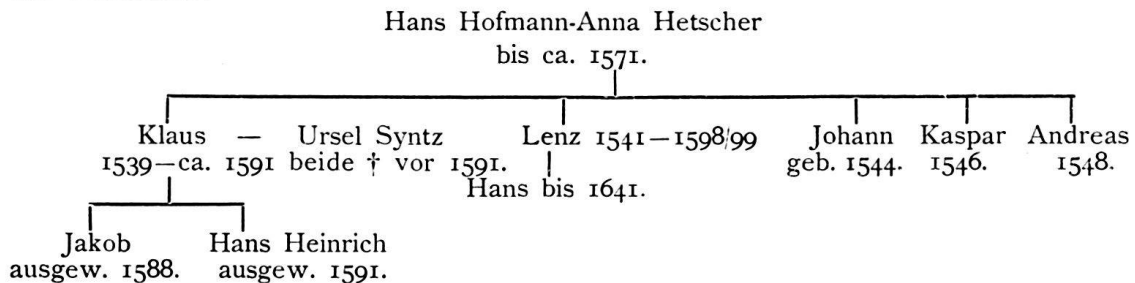 Hans Hofmann-Anna Hetscher
bis ca. 1571.
Klaus — Ursel Syntz Lenz 1541—1598/99 Johann Kaspar Andreas
1539—ca. 1591 beide † vor 1591. geb. 1544. 1546. 1548.
Hans bis 1641.
Jakob Hans Heinrich
ausgew. 1588. ausgew. 1591.